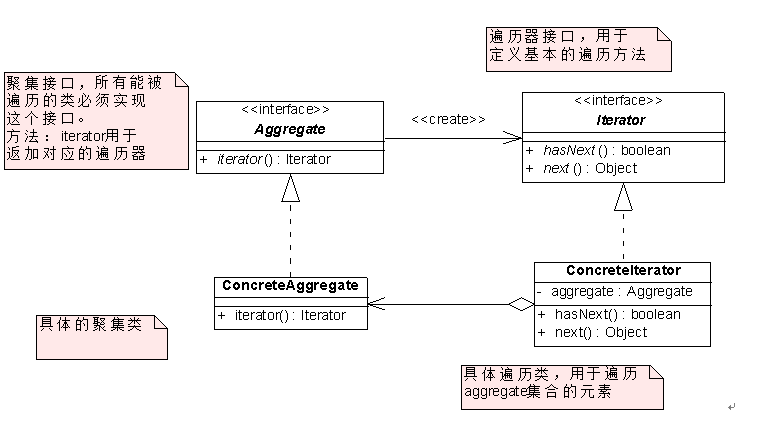 遍历器接口，用于
定义基本的遍历方法
聚集接口，所有能被
遍历的类必须实现
这个接口。
方法：iterator用于
返加对应的遍历器
<<interface>>
Aggregate
+ iterator() : Iterator
<<create>>
<<interface>>
Iterator
+ hasNext() : boolean
+ next() : Object
ConcreteAggregate
+ iterator() : Iterator
ConcreteIterator
- aggregate : Aggregate
+ hasNext() : boolean
+ next() : Object
具体的聚集类
具体遍历类，用于遍历
aggregate集合的元素